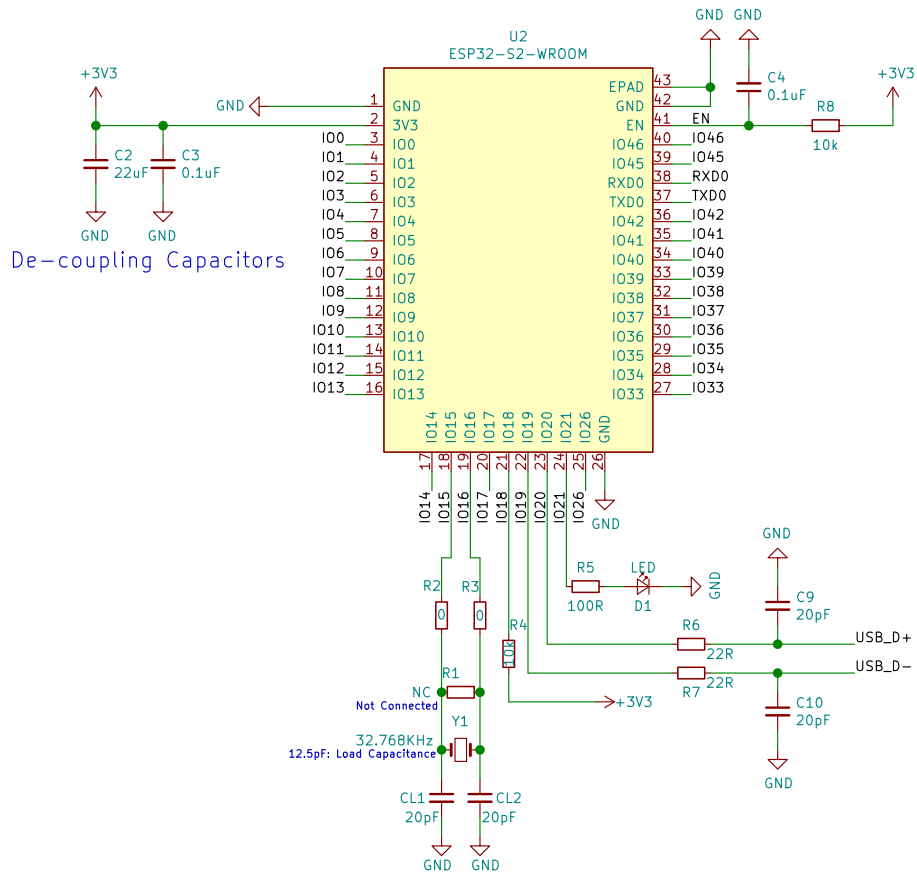 U2
ESP32-S2-WROOM
GND
GND
+3V3
+3V3
C4
0.1uF
R8
10k
GND
C2
22uF
C3
0.1uF
GND
GND
De-coupling Capacitors
1 GND
2 3V3
IO0 3 IO0
IO1 4 IO1
IO2 5 IO2
IO3 6 IO3
IO4 7 IO4
IO5 8 IO5
IO6 9 IO6
IO7 10 IO7
IO8 11 IO8
IO9 12 IO9
IO10 13 IO10
IO11 14 IO11
IO12 15 IO12
IO13 16 IO13
EPAD 43
GND 42
EN 41 EN
IO46 40 IO46
IO45 39 IO45
RXD0 38 RXD0
TXD0 37 TXD0
IO42 36 IO42
IO41 35 IO41
IO40 34 IO40
IO39 33 IO39
IO38 32 IO38
IO37 31 IO37
IO36 30 IO36
IO35 29 IO35
IO34 28 IO34
IO33 27 IO33
IO14 17 IO14
IO15 18 IO15
IO16 19 IO16
IO17 20 IO17
IO18 21 IO18
IO19 22 IO19
IO20 23 IO20
IO21 24 IO21
IO26 25 IO26
GND 26
GND
R2
0
R3
0
R4
10k
+3V3
R5
100R
LED
D1
GND
GND
C9
20pF
R6
22R
USB_D+
R7
22R
USB_D-
C10
20pF
GND
R1
NC
Not Connected
Y1
32.768KHz
12.5pF: Load Capacitance
CL1
20pF
CL2
20pF
GND
GND